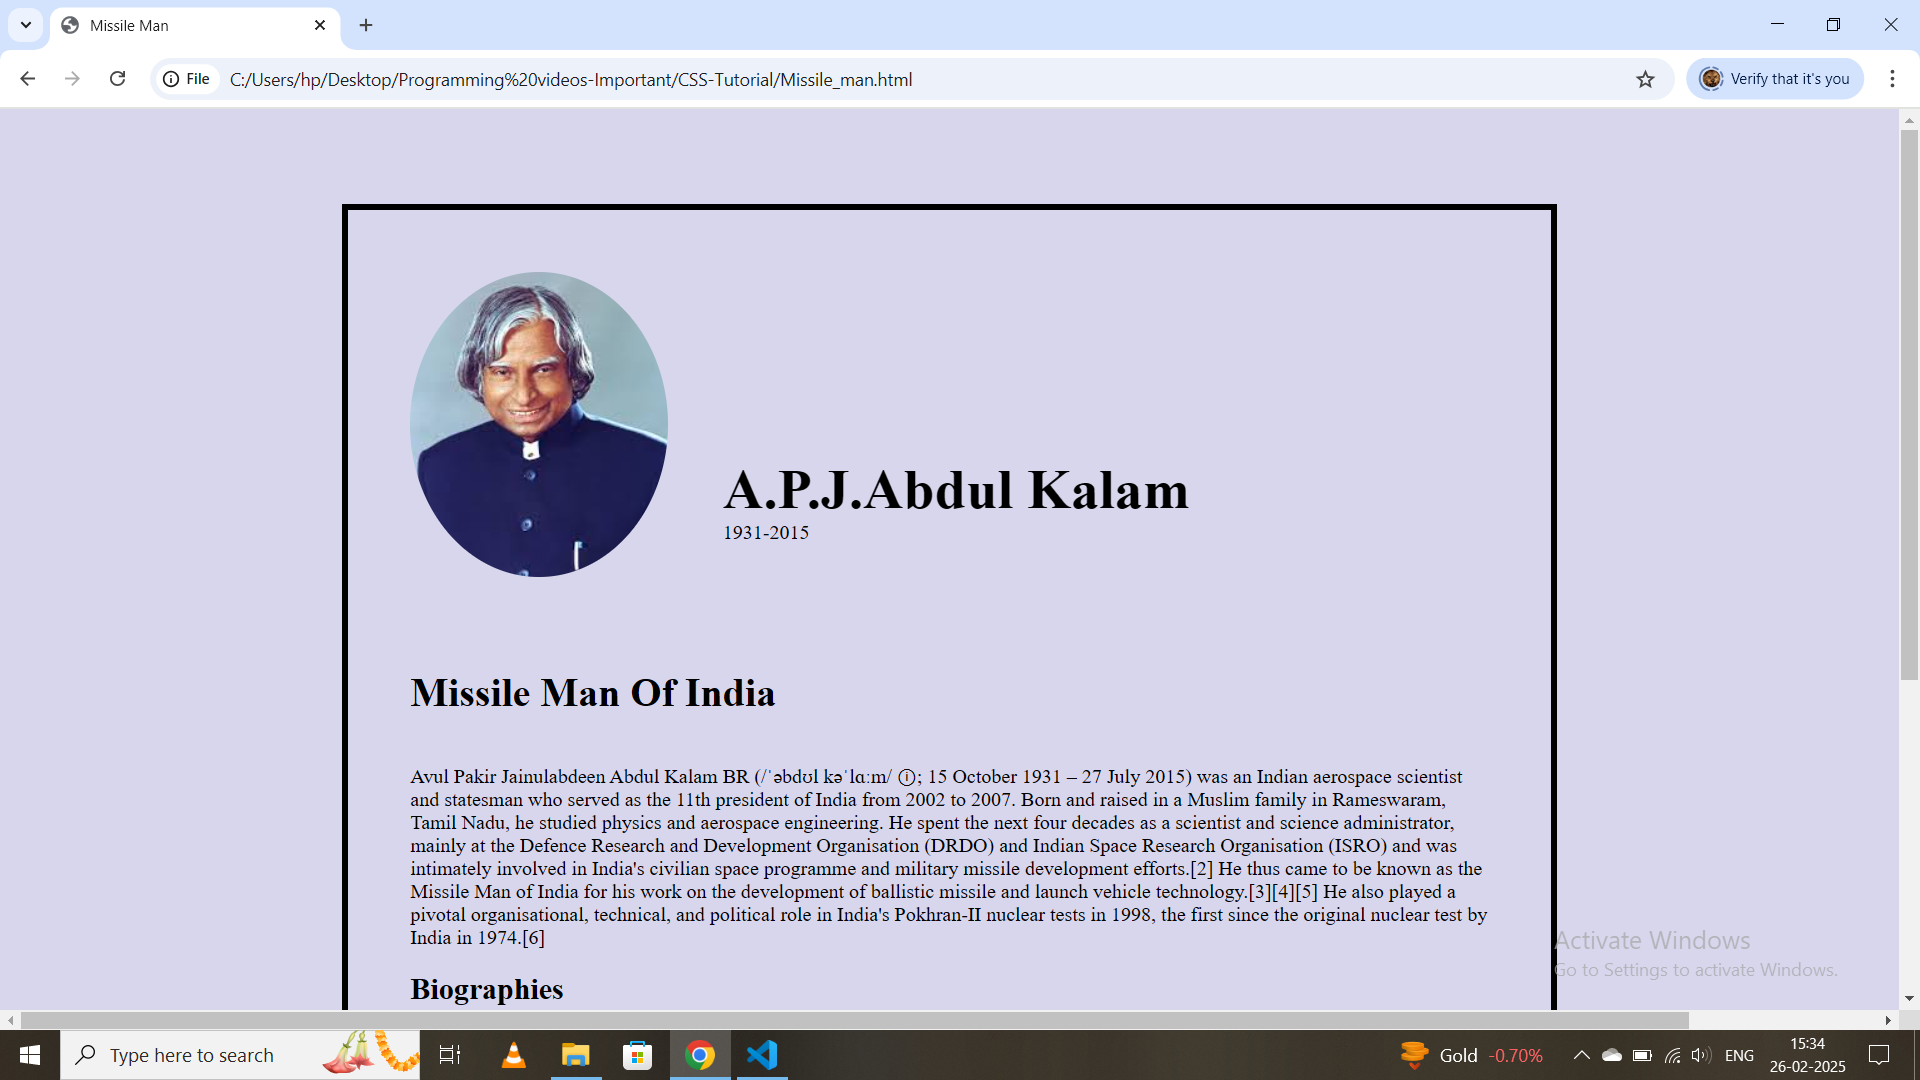 Missile Man
File
C:/Users/hp/Desktop/Programming%20videos-Important/CSS-Tutorial/Missile_man.html
Verify that it's you
A.P.J.Abdul Kalam
1931-2015
Missile Man Of India
Avul Pakir Jainulabdeen Abdul Kalam BR (/ˈəbdʊl kəˈlɑːm/ ⓘ; 15 October 1931 – 27 July 2015) was an Indian aerospace scientist
and statesman who served as the 11th president of India from 2002 to 2007. Born and raised in a Muslim family in Rameswaram,
Tamil Nadu, he studied physics and aerospace engineering. He spent the next four decades as a scientist and science administrator,
mainly at the Defence Research and Development Organisation (DRDO) and Indian Space Research Organisation (ISRO) and was
intimately involved in India's civilian space programme and military missile development efforts.[2] He thus came to be known as the
Missile Man of India for his work on the development of ballistic missile and launch vehicle technology.[3][4][5] He also played a
pivotal organisational, technical, and political role in India's Pokhran-II nuclear tests in 1998, the first since the original nuclear test by
India in 1974.[6]
Biographies
Activate Windows
Go to Settings to activate Windows.
Type here to search
Gold -0.70%
ENG
15:34
26-02-2025